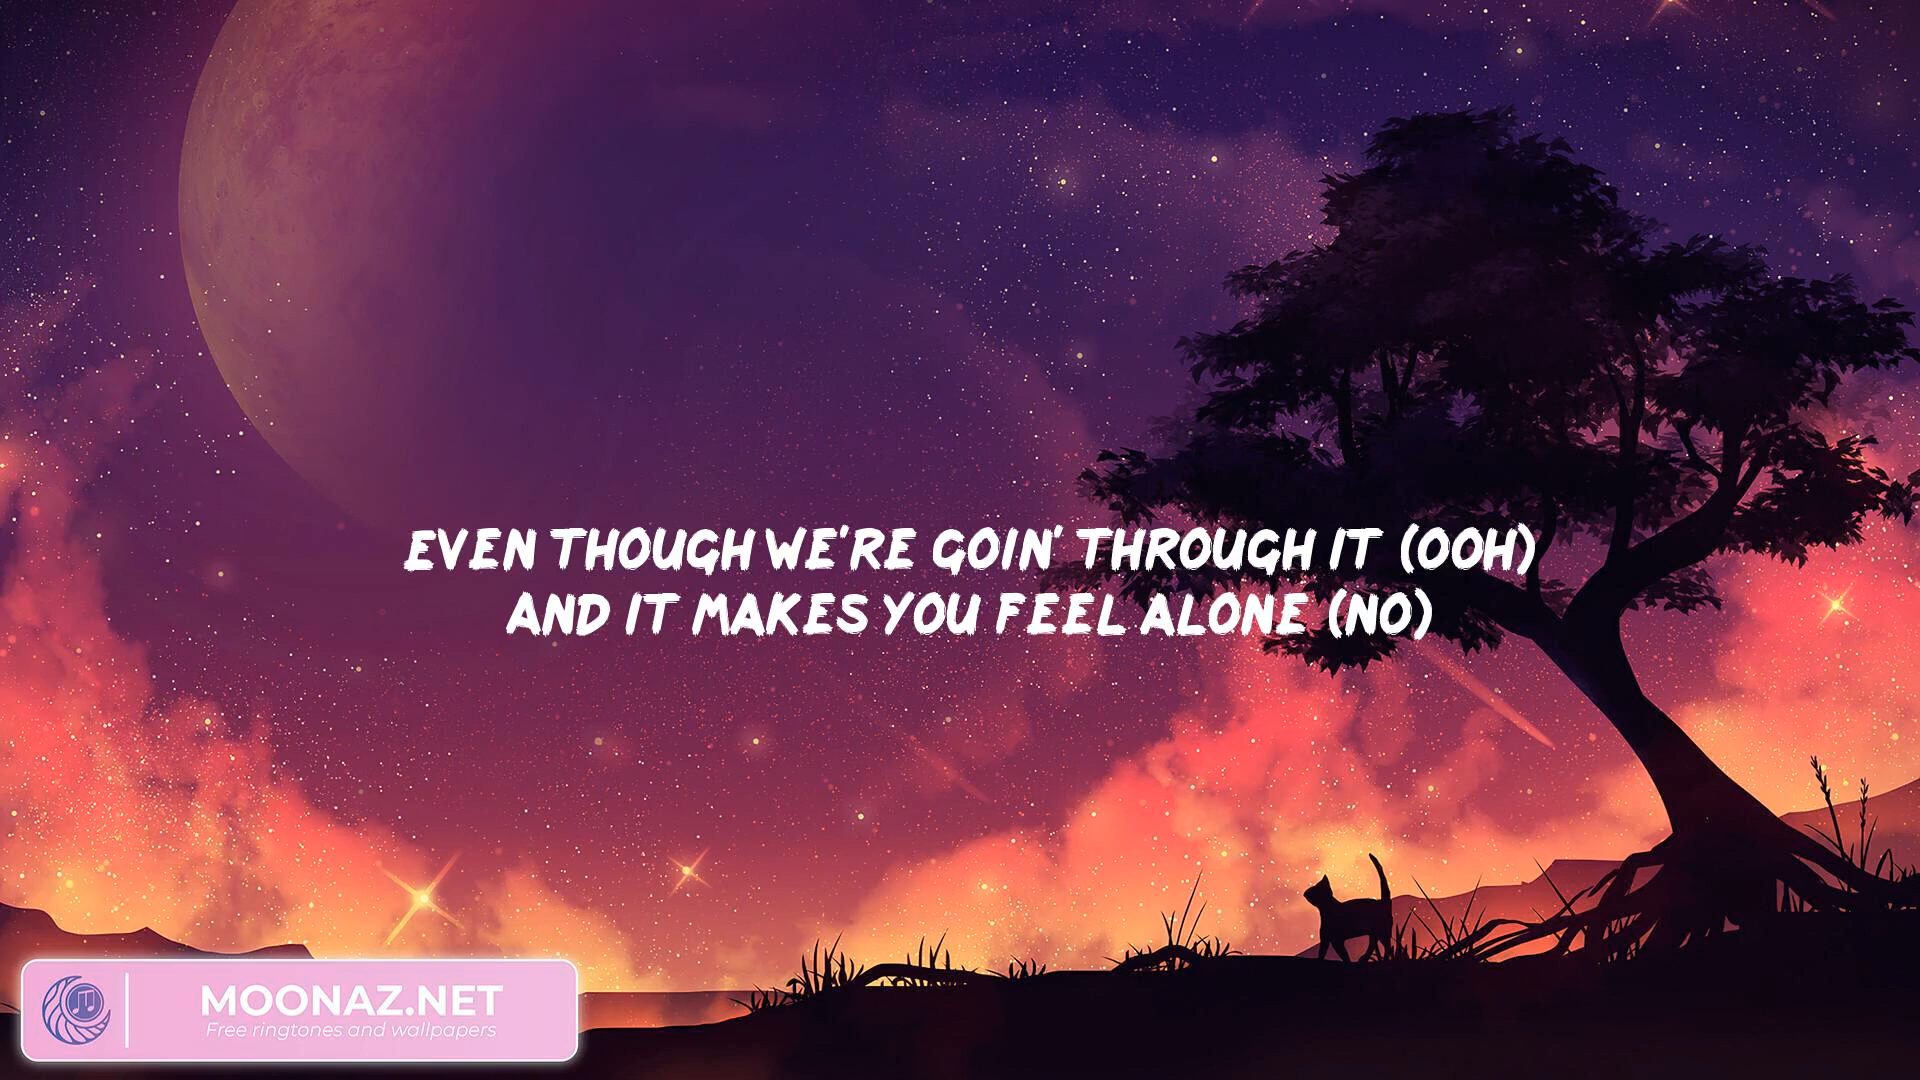 EVEN THOUGH WE'RE GOIN' THROUGH IT (OOH)
AND IT MAKES YOU FEEL ALONE (NO)
MOONAZ.NET
Free ringtones and wallpapers